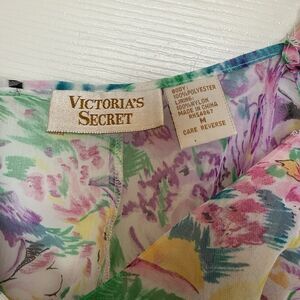 VICTORIA'S
SECRET
BODY
100%POLYESTER
LINING
100%NYLON
MADE IN CHINA
M
CARE REVERSE